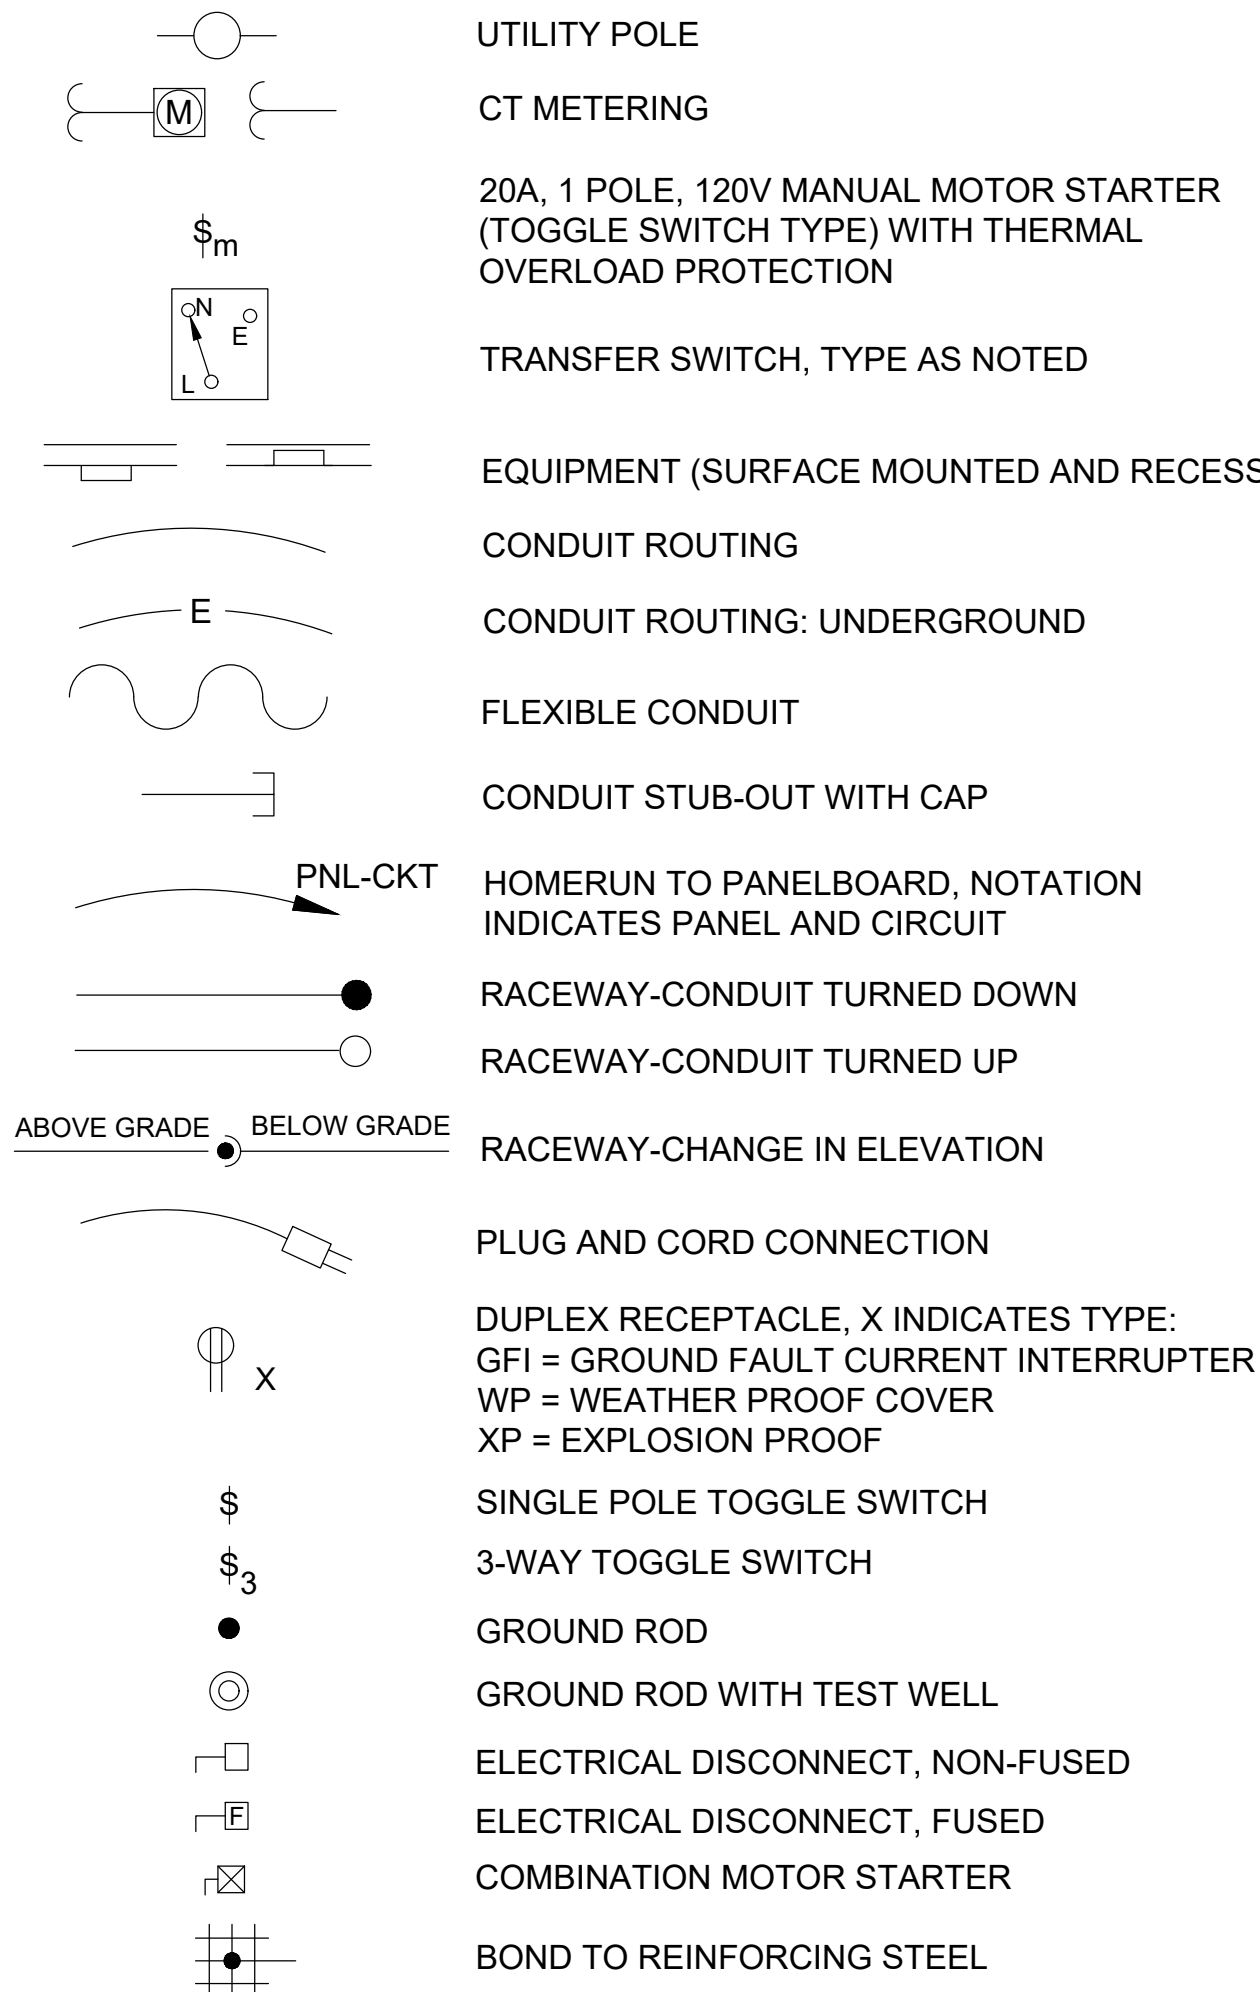 UTILITY POLE
M
CT METERING
20A, 1 POLE, 120V MANUAL MOTOR STARTER
(TOGGLE SWITCH TYPE) WITH THERMAL
OVERLOAD PROTECTION
$m
N
E
L
TRANSFER SWITCH, TYPE AS NOTED
EQUIPMENT (SURFACE MOUNTED AND
CONDUIT ROUTING
E
CONDUIT ROUTING: UNDERGROUND
FLEXIBLE CONDUIT
CONDUIT STUB-OUT WITH CAP
PNL-CKT
HOMERUN TO PANELBOARD, NOTATION
INDICATES PANEL AND CIRCUIT
RACEWAY-CONDUIT TURNED DOWN
RACEWAY-CONDUIT TURNED UP
ABOVE GRADE BELOW GRADE
RACEWAY-CHANGE IN ELEVATION
PLUG AND CORD CONNECTION
X
DUPLEX RECEPTACLE, X INDICATES TYPE:
GFI = GROUND FAULT CURRENT INTERRUPTER
WP = WEATHER PROOF COVER
XP = EXPLOSION PROOF
$ SINGLE POLE TOGGLE SWITCH
$3 3-WAY TOGGLE SWITCH
GROUND ROD
GROUND ROD WITH TEST WELL
ELECTRICAL DISCONNECT, NON-FUSED
F ELECTRICAL DISCONNECT, FUSED
COMBINATION MOTOR STARTER
BOND TO REINFORCING STEEL